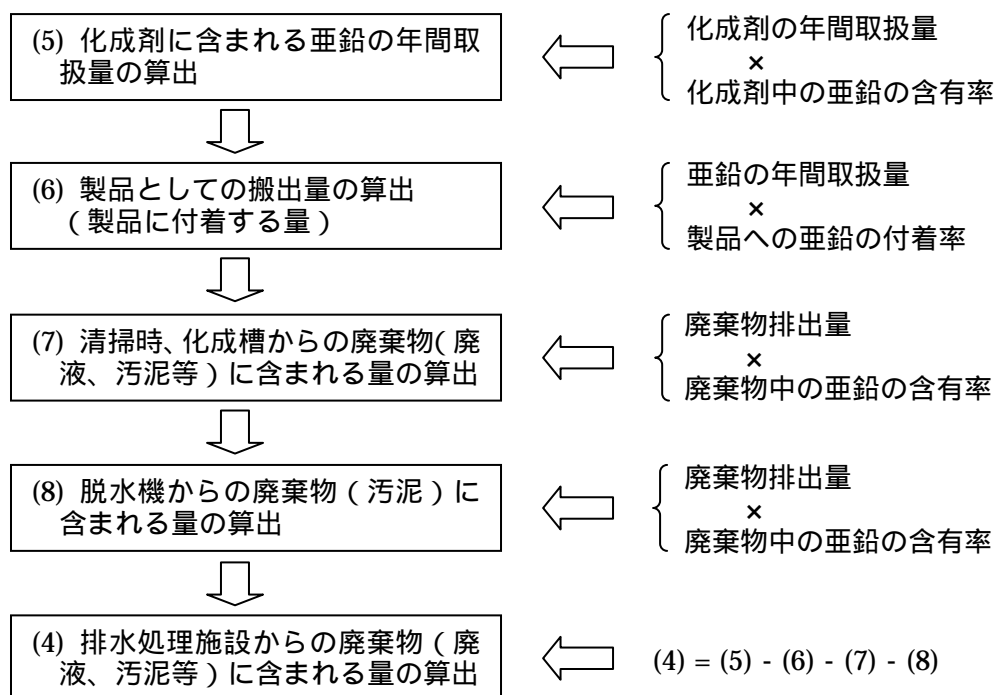 (5) 化成剤に含まれる亜鉛の年間取
扱量の算出
化成剤の年間取扱量
×
化成剤中の亜鉛の含有率
(6) 製品としての搬出量の算出
（製品に付着する量）
亜鉛の年間取扱量
×
製品への亜鉛の付着率
(7) 清掃時、化成槽からの廃棄物(廃
液、汚泥等）に含まれる量の算出
廃棄物排出量
×
廃棄物中の亜鉛の含有率
(8) 脱水機からの廃棄物（汚泥）に
含まれる量の算出
廃棄物排出量
×
廃棄物中の亜鉛の含有率
(4) 排水処理施設からの廃棄物（廃
液、汚泥等）に含まれる量の算出
(4) = (5) - (6) - (7) - (8)